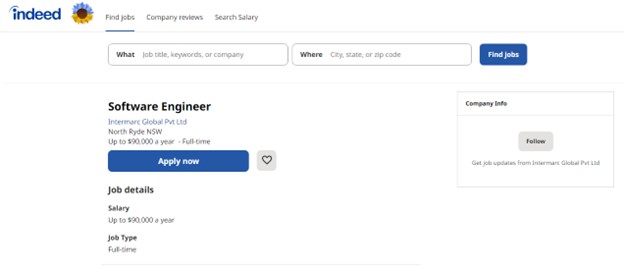 indeed
Find jobs Company reviews Search Salary
What Job title, keywords, or company Where City, state, or zip code Find jobs
Software Engineer
Intermarc Global Pvt Ltd
North Ryde NSW
Up to $90,000 a year - Full-time
Apply now
Job details
Salary
Up to $90,000 a year
Job Type
Full-time
Company Info
Follow
Get job updates from Intermarc Global Pvt Ltd